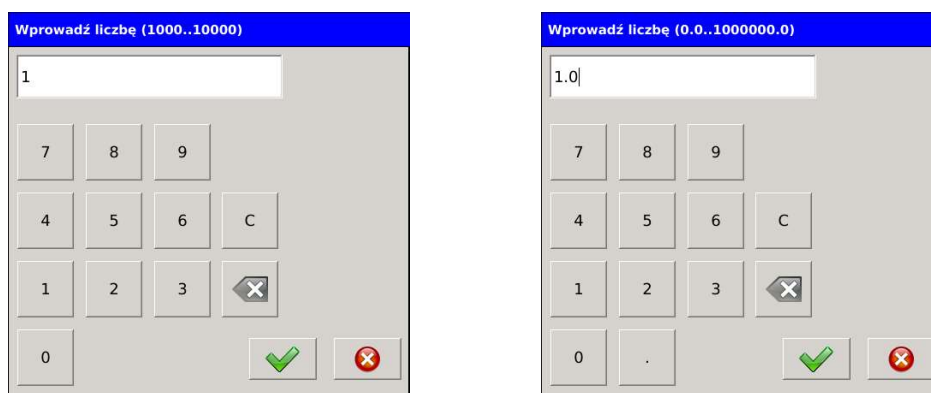 Wprowadź liczbę (1000..10000)
1
7 8 9
4 5 6 C
1 2 3
0
Wprowadź liczbę (0.0..1000000.0)
1.0
7 8 9
4 5 6 C
1 2 3
0 .